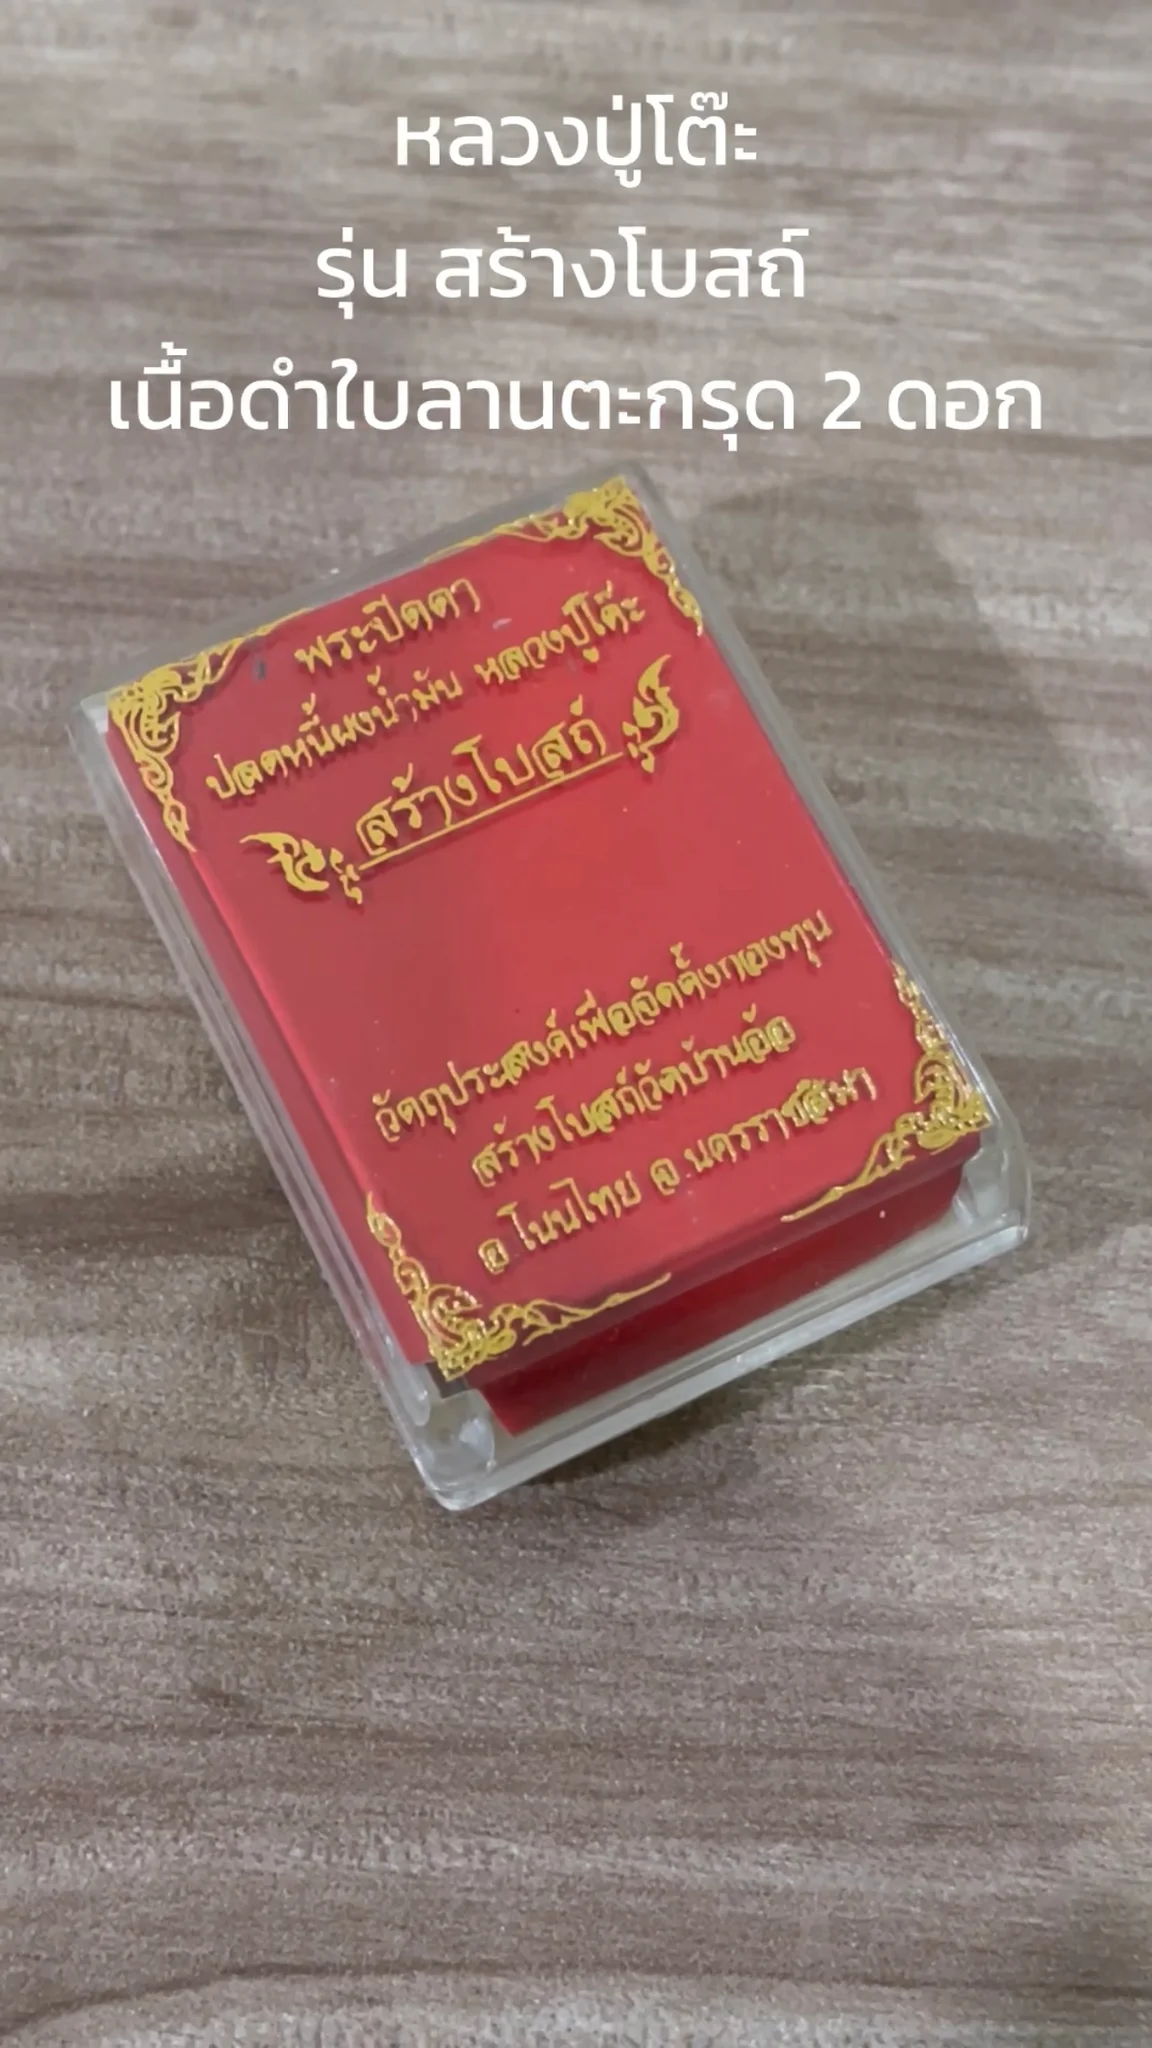 หลวงปู่โต๊ะ
รุ่น สร้างโบสถ์
เนื้อดำใบลานตะกรุด 2 ดอก
พระปิดตา
ปลดหนี้ผงน้ำมัน หลวงปู่โต๊ะ
สร้างโบสถ์
วัตถุประสงค์เพื่อจัดตั้งกองทุน
สร้างโบสถ์วัดบ้านอ้อ
อ.โนนไทย จ.นครราชสีมา